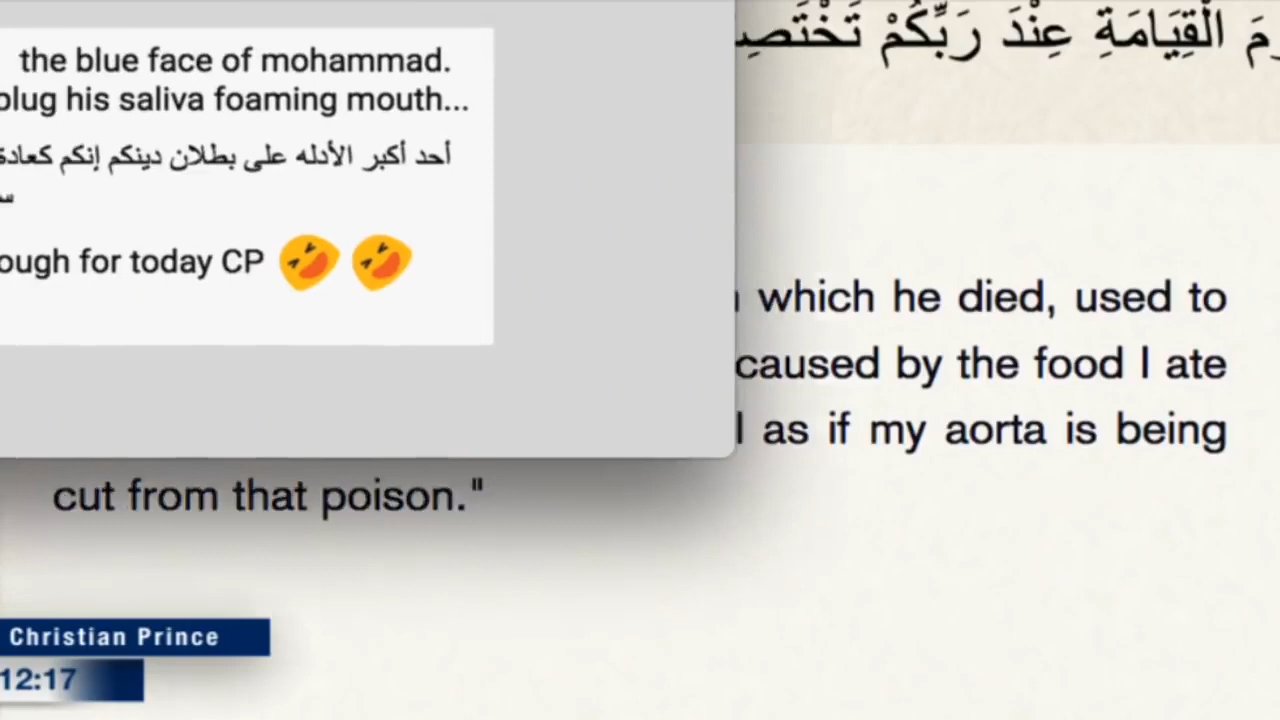 يَوْمَ الْقِيَامَةِ عِنْدَ رَبِّكُمْ
the blue face of mohammad.
plug his saliva foaming mouth...
أحد أكبر الأدله على بطلان دينكم إنكم كعادة
for today CP
which he died, used to
caused by the food I ate
as if my aorta is being
cut from that poison."
Christian Prince
12:17